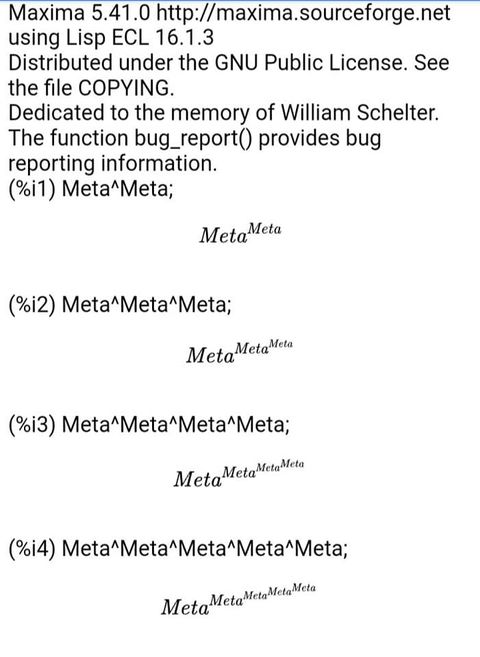 Maxima 5.41.0 http://maxima.sourceforge.net
using Lisp ECL 16.1.3
Distributed under the GNU Public License. See
the file COPYING.
Dedicated to the memory of William Schelter.
The function bug_report() provides bug
reporting information.
(%i1) Meta^Meta;
Meta^Meta
(%i2) Meta^Meta^Meta;
Meta^Meta^Meta
(%i3) Meta^Meta^Meta^Meta;
Meta^Meta^Meta^Meta
(%i4) Meta^Meta^Meta^Meta^Meta;
Meta^Meta^Meta^Meta^Meta